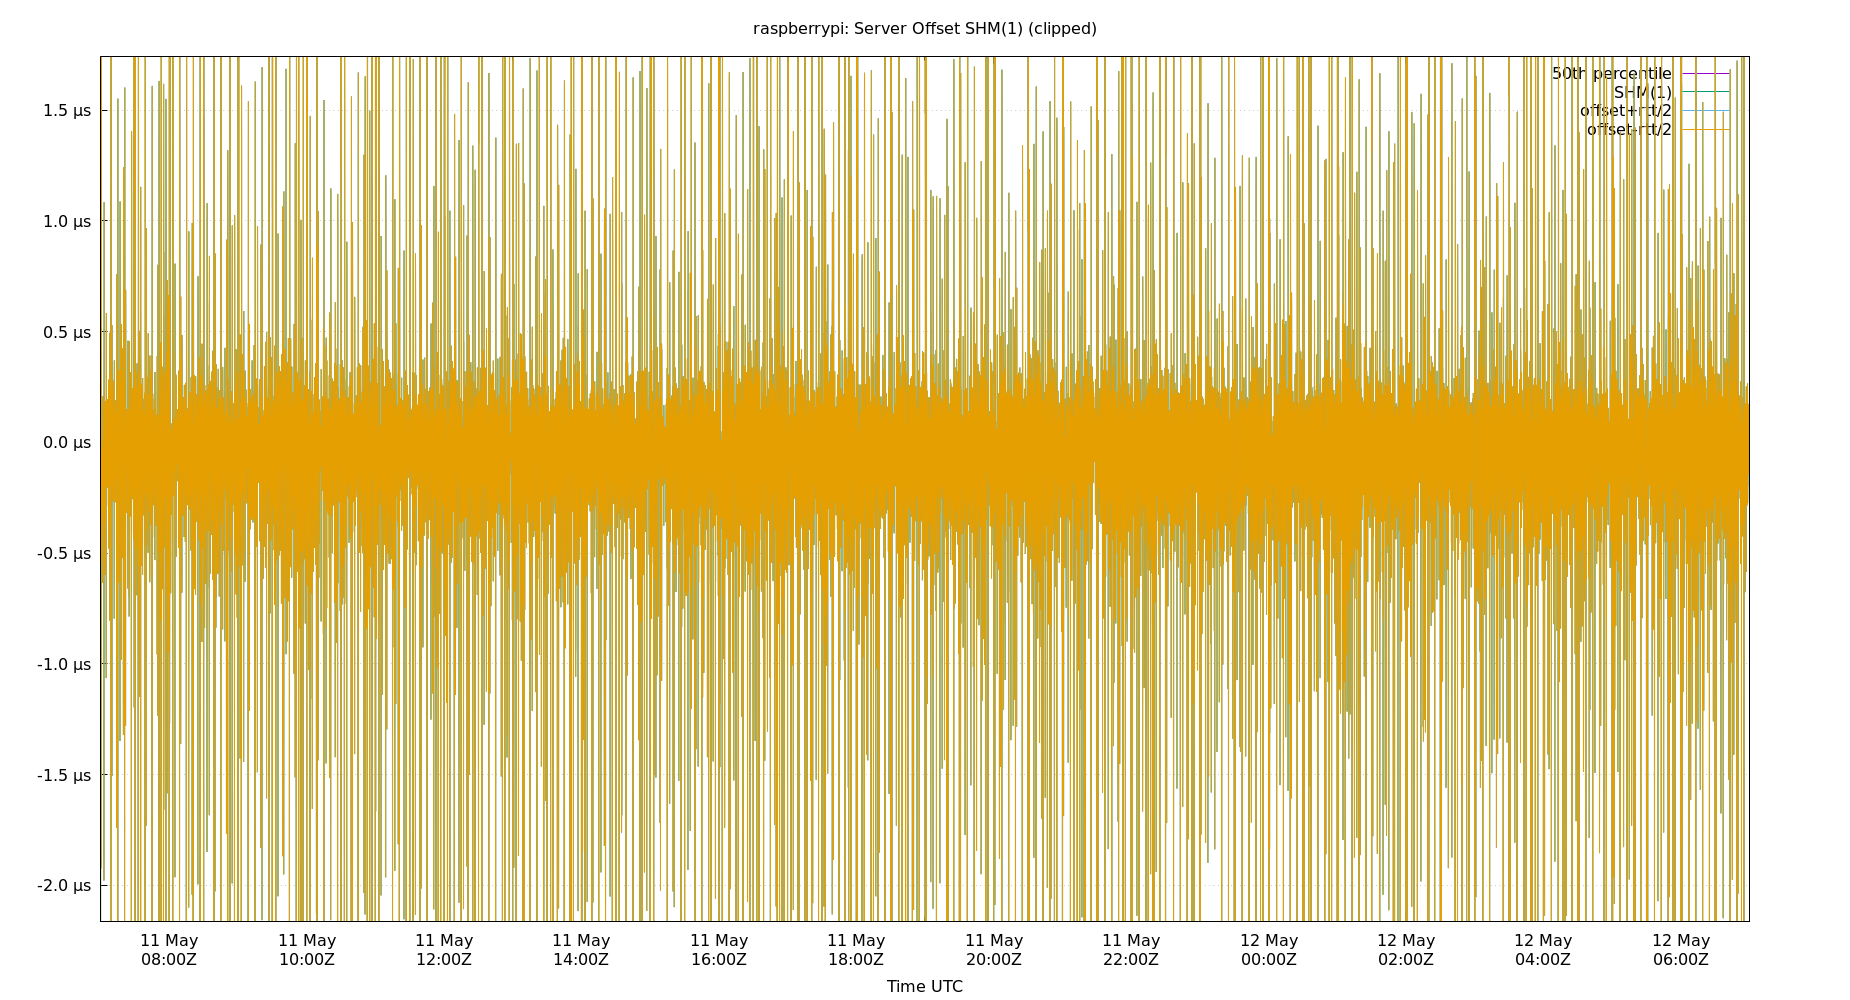 raspberrypi: Server Offset SHM(1) (clipped)
50th percentile
SHM(1)
offset+rtt/2
offset-rtt/2
1.5 µs
1.0 µs
0.5 µs
0.0 µs
-0.5 µs
-1.0 µs
-1.5 µs
-2.0 µs
11 May 11 May 11 May 11 May 11 May 11 May 11 May 11 May 12 May 12 May 12 May 12 May
08:00Z 10:00Z 12:00Z 14:00Z 16:00Z 18:00Z 20:00Z 22:00Z 00:00Z 02:00Z 04:00Z 06:00Z
Time UTC